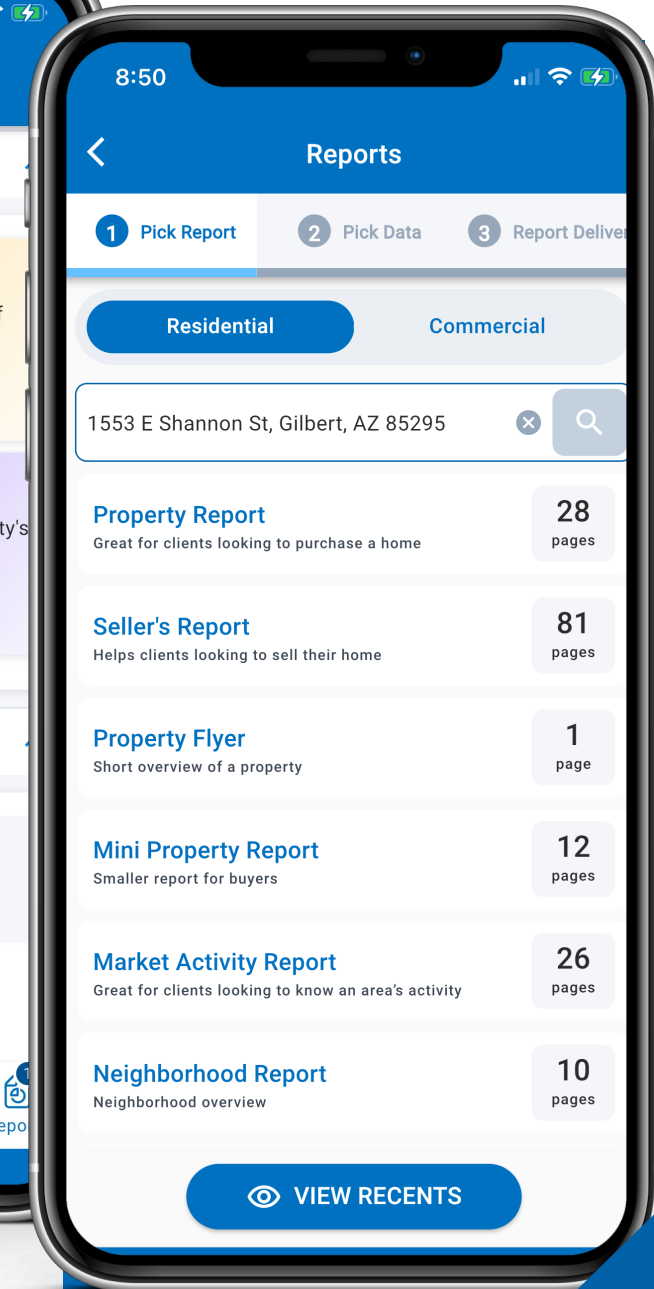 8:50
Reports
1 Pick Report
2 Pick Data
3 Report Deliver
Residential
Commercial
1553 E Shannon St, Gilbert, AZ 85295
Property Report
Great for clients looking to purchase a home
28
pages
Seller's Report
Helps clients looking to sell their home
81
pages
Property Flyer
Short overview of a property
1
page
Mini Property Report
Smaller report for buyers
12
pages
Market Activity Report
Great for clients looking to know an area's activity
26
pages
Neighborhood Report
Neighborhood overview
10
pages
VIEW RECENTS
ty's